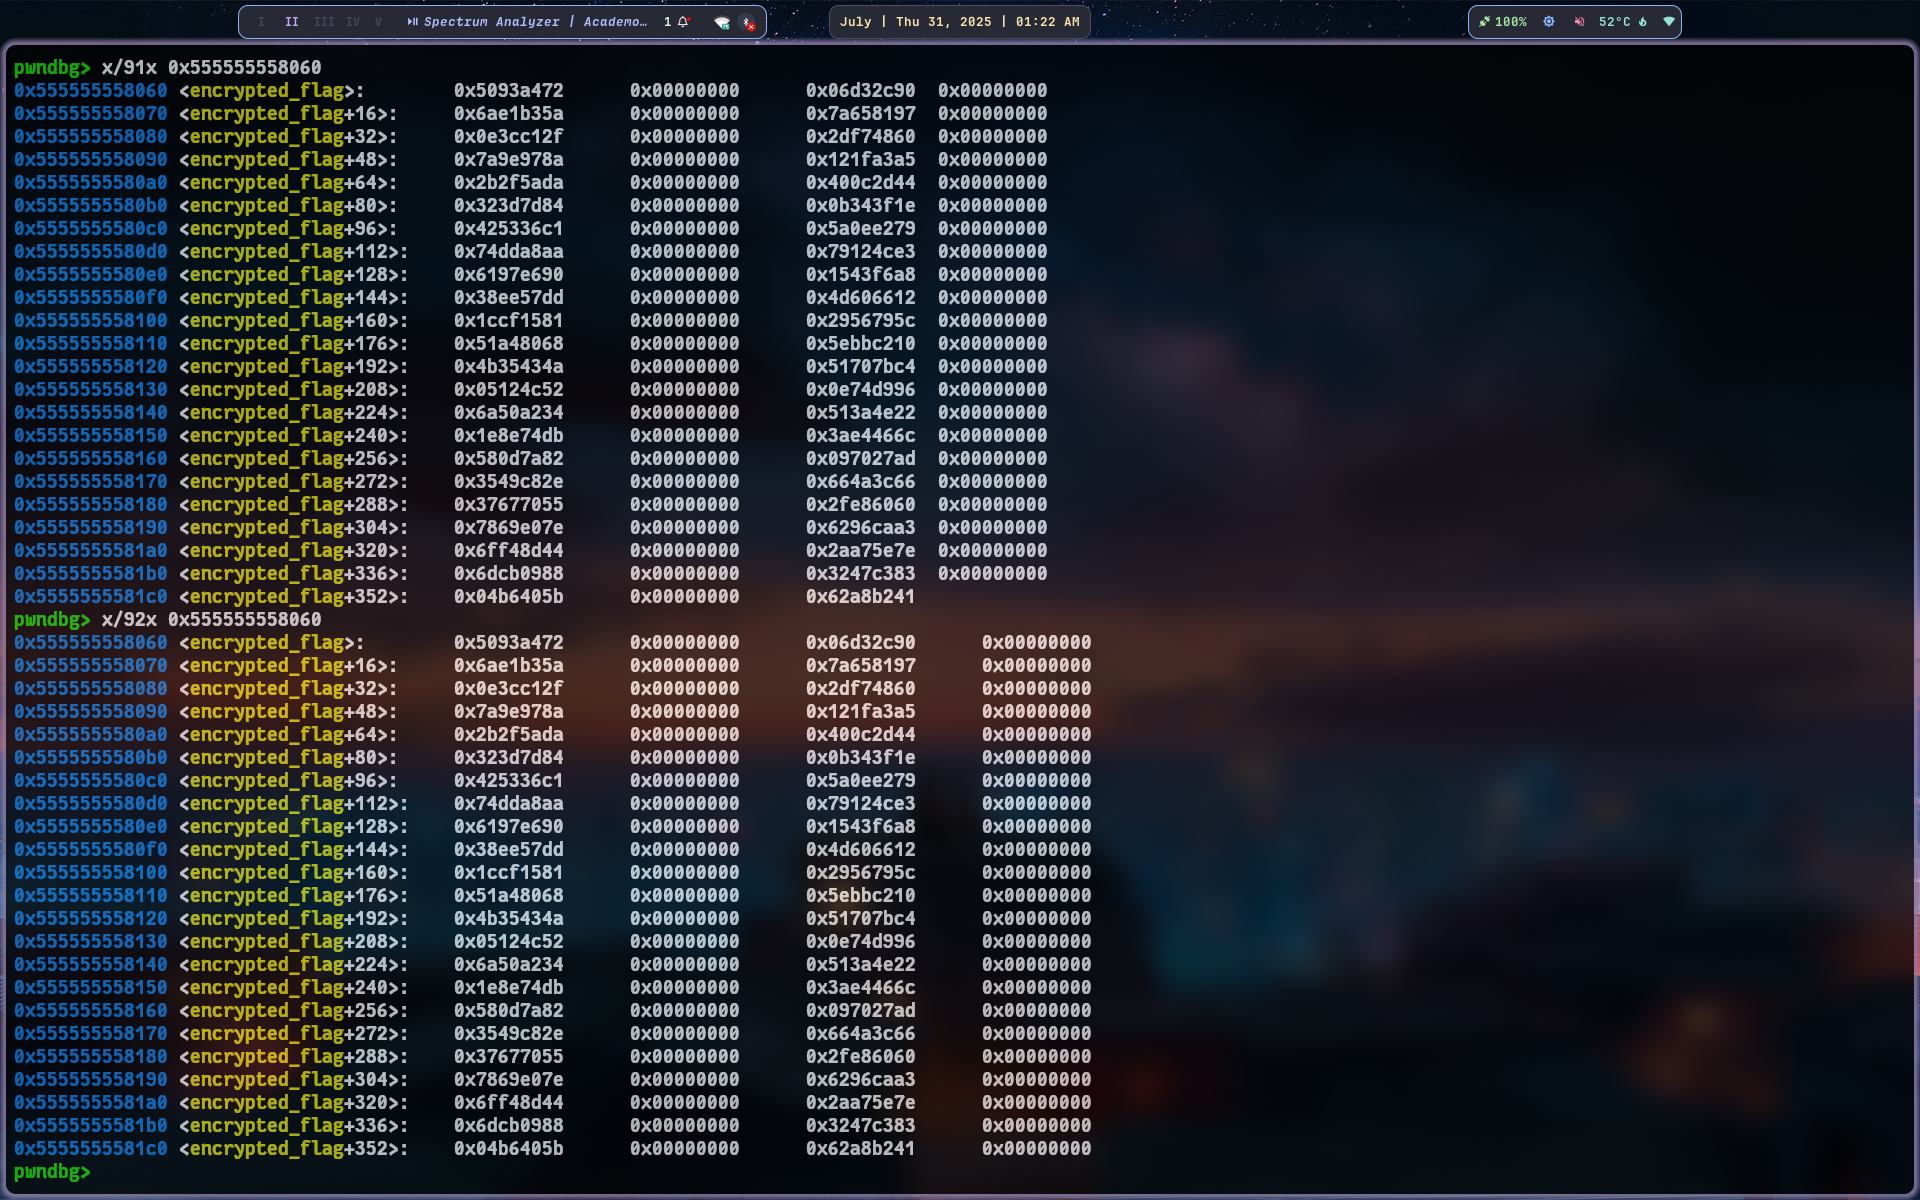 I II III IV V Spectrum Analyzer | Academo… 1
July | Thu 31, 2025 | 01:22 AM
100% 52°C
pwndbg> x/91x 0x555555558060
0x555555558060 <encrypted_flag>: 0x5093a472 0x00000000 0x06d32c90 0x00000000
0x555555558070 <encrypted_flag+16>: 0x6ae1b35a 0x00000000 0x7a658197 0x00000000
0x555555558080 <encrypted_flag+32>: 0x0e3cc12f 0x00000000 0x2df74860 0x00000000
0x555555558090 <encrypted_flag+48>: 0x7a9e978a 0x00000000 0x121fa3a5 0x00000000
0x5555555580a0 <encrypted_flag+64>: 0x2b2f5ada 0x00000000 0x400c2d44 0x00000000
0x5555555580b0 <encrypted_flag+80>: 0x323d7d84 0x00000000 0x0b343f1e 0x00000000
0x5555555580c0 <encrypted_flag+96>: 0x425336c1 0x00000000 0x5a0ee279 0x00000000
0x5555555580d0 <encrypted_flag+112>: 0x74dda8aa 0x00000000 0x79124ce3 0x00000000
0x5555555580e0 <encrypted_flag+128>: 0x6197e690 0x00000000 0x1543f6a8 0x00000000
0x5555555580f0 <encrypted_flag+144>: 0x38ee57dd 0x00000000 0x4d606612 0x00000000
0x555555558100 <encrypted_flag+160>: 0x1ccf1581 0x00000000 0x2956795c 0x00000000
0x555555558110 <encrypted_flag+176>: 0x51a48068 0x00000000 0x5ebbc210 0x00000000
0x555555558120 <encrypted_flag+192>: 0x4b35434a 0x00000000 0x51707bc4 0x00000000
0x555555558130 <encrypted_flag+208>: 0x05124c52 0x00000000 0x0e74d996 0x00000000
0x555555558140 <encrypted_flag+224>: 0x6a50a234 0x00000000 0x513a4e22 0x00000000
0x555555558150 <encrypted_flag+240>: 0x1e8e74db 0x00000000 0x3ae4466c 0x00000000
0x555555558160 <encrypted_flag+256>: 0x580d7a82 0x00000000 0x097027ad 0x00000000
0x555555558170 <encrypted_flag+272>: 0x3549c82e 0x00000000 0x664a3c66 0x00000000
0x555555558180 <encrypted_flag+288>: 0x37677055 0x00000000 0x2fe86060 0x00000000
0x555555558190 <encrypted_flag+304>: 0x7869e07e 0x00000000 0x6296caa3 0x00000000
0x5555555581a0 <encrypted_flag+320>: 0x6ff48d44 0x00000000 0x2aa75e7e 0x00000000
0x5555555581b0 <encrypted_flag+336>: 0x6dcb0988 0x00000000 0x3247c383 0x00000000
0x5555555581c0 <encrypted_flag+352>: 0x04b6405b 0x00000000 0x62a8b241
pwndbg> x/92x 0x555555558060
0x555555558060 <encrypted_flag>: 0x5093a472 0x00000000 0x06d32c90 0x00000000
0x555555558070 <encrypted_flag+16>: 0x6ae1b35a 0x00000000 0x7a658197 0x00000000
0x555555558080 <encrypted_flag+32>: 0x0e3cc12f 0x00000000 0x2df74860 0x00000000
0x555555558090 <encrypted_flag+48>: 0x7a9e978a 0x00000000 0x121fa3a5 0x00000000
0x5555555580a0 <encrypted_flag+64>: 0x2b2f5ada 0x00000000 0x400c2d44 0x00000000
0x5555555580b0 <encrypted_flag+80>: 0x323d7d84 0x00000000 0x0b343f1e 0x00000000
0x5555555580c0 <encrypted_flag+96>: 0x425336c1 0x00000000 0x5a0ee279 0x00000000
0x5555555580d0 <encrypted_flag+112>: 0x74dda8aa 0x00000000 0x79124ce3 0x00000000
0x5555555580e0 <encrypted_flag+128>: 0x6197e690 0x00000000 0x1543f6a8 0x00000000
0x5555555580f0 <encrypted_flag+144>: 0x38ee57dd 0x00000000 0x4d606612 0x00000000
0x555555558100 <encrypted_flag+160>: 0x1ccf1581 0x00000000 0x2956795c 0x00000000
0x555555558110 <encrypted_flag+176>: 0x51a48068 0x00000000 0x5ebbc210 0x00000000
0x555555558120 <encrypted_flag+192>: 0x4b35434a 0x00000000 0x51707bc4 0x00000000
0x555555558130 <encrypted_flag+208>: 0x05124c52 0x00000000 0x0e74d996 0x00000000
0x555555558140 <encrypted_flag+224>: 0x6a50a234 0x00000000 0x513a4e22 0x00000000
0x555555558150 <encrypted_flag+240>: 0x1e8e74db 0x00000000 0x3ae4466c 0x00000000
0x555555558160 <encrypted_flag+256>: 0x580d7a82 0x00000000 0x097027ad 0x00000000
0x555555558170 <encrypted_flag+272>: 0x3549c82e 0x00000000 0x664a3c66 0x00000000
0x555555558180 <encrypted_flag+288>: 0x37677055 0x00000000 0x2fe86060 0x00000000
0x555555558190 <encrypted_flag+304>: 0x7869e07e 0x00000000 0x6296caa3 0x00000000
0x5555555581a0 <encrypted_flag+320>: 0x6ff48d44 0x00000000 0x2aa75e7e 0x00000000
0x5555555581b0 <encrypted_flag+336>: 0x6dcb0988 0x00000000 0x3247c383 0x00000000
0x5555555581c0 <encrypted_flag+352>: 0x04b6405b 0x00000000 0x62a8b241 0x00000000
pwndbg>